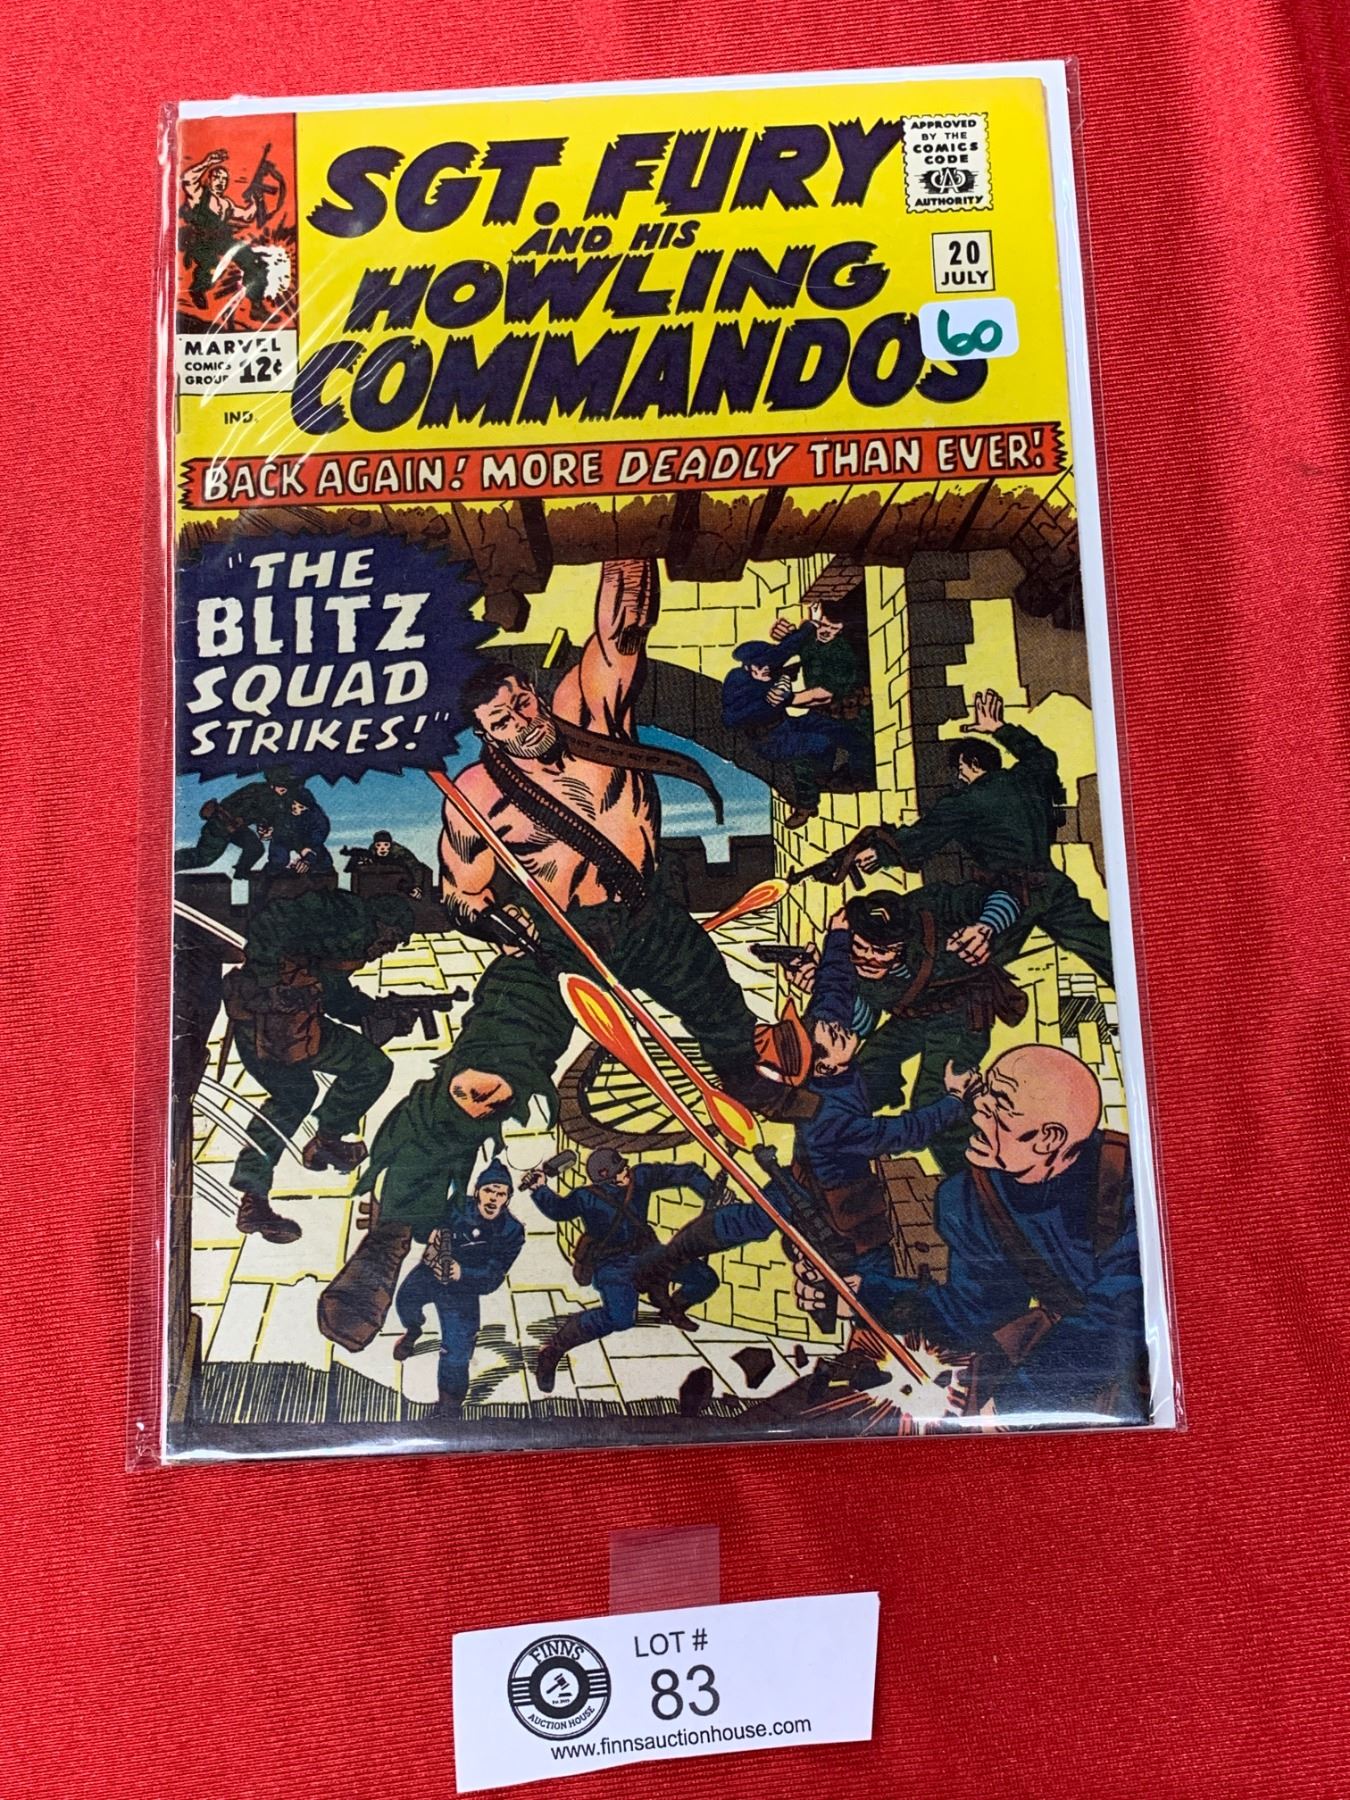 SGT. FURY
AND HIS
HOWLING
COMMANDOS
APPROVED
BY THE
COMICS
CODE
CA
AUTHORITY
20
JULY
60
MARVEL
COMICS
GROUP
12¢
IND.
BACK AGAIN! MORE DEADLY THAN EVER!
"THE
BLITZ
SQUAD
STRIKES!"
FINNS
AUCTION HOUSE
LOT #
83
www.finnsauctionhouse.com